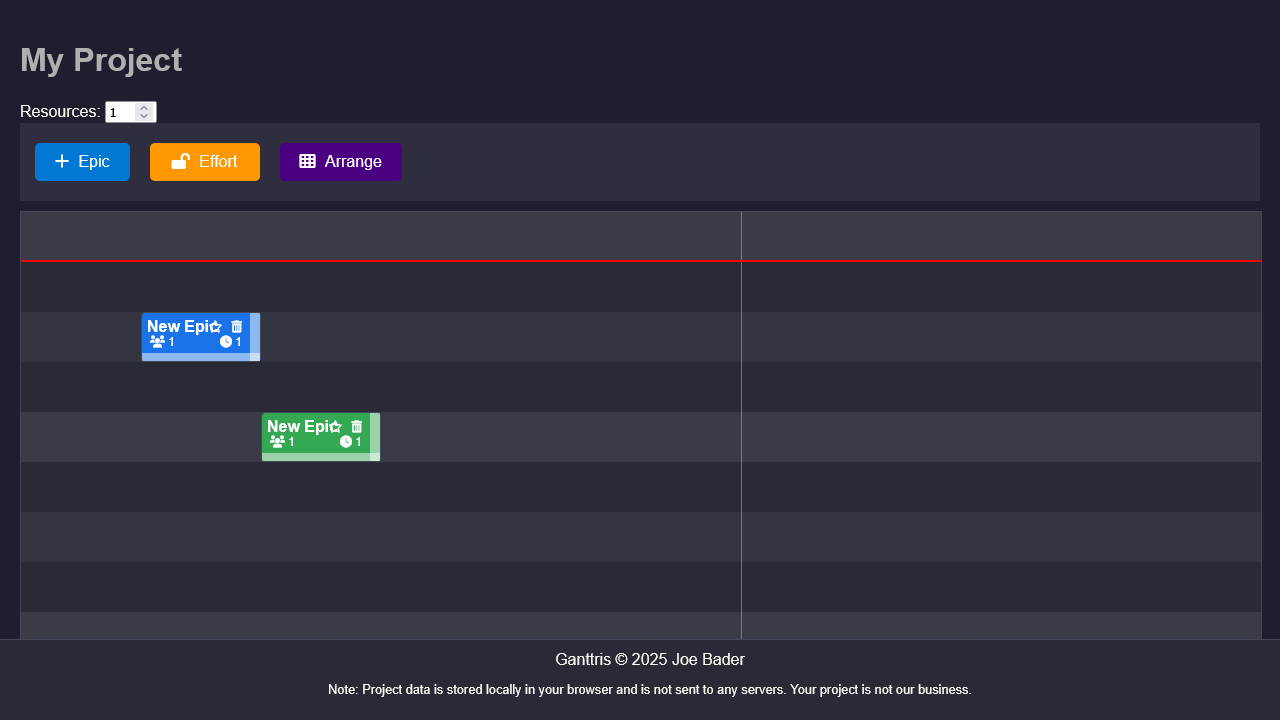 My Project
Resources: 1
Epic
Effort
Arrange
New Epic
1 1
New Epic
1 1
Ganttris © 2025 Joe Bader
Note: Project data is stored locally in your browser and is not sent to any servers. Your project is not our business.